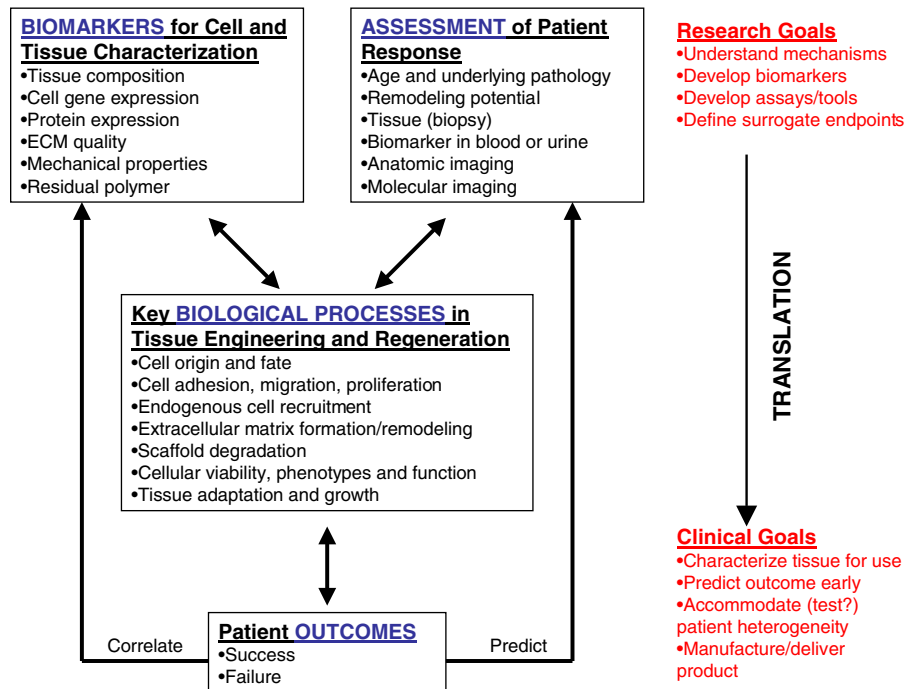 BIOMARKERS for Cell and
Tissue Characterization
•Tissue composition
•Cell gene expression
•Protein expression
•ECM quality
•Mechanical properties
•Residual polymer
ASSESSMENT of Patient
Response
•Age and underlying pathology
•Remodeling potential
•Tissue (biopsy)
•Biomarker in blood or urine
•Anatomic imaging
•Molecular imaging
Key BIOLOGICAL PROCESSES in
Tissue Engineering and Regeneration
•Cell origin and fate
•Cell adhesion, migration, proliferation
•Endogenous cell recruitment
•Extracellular matrix formation/remodeling
•Scaffold degradation
•Cellular viability, phenotypes and function
•Tissue adaptation and growth
Correlate
Patient OUTCOMES
•Success
•Failure
Predict
Research Goals
•Understand mechanisms
•Develop biomarkers
•Develop assays/tools
•Define surrogate endpoints
TRANSLATION
Clinical Goals
•Characterize tissue for use
•Predict outcome early
•Accommodate (test?)
patient heterogeneity
•Manufacture/deliver
product